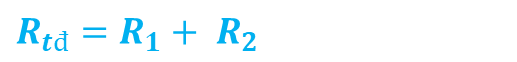 R_tđ = R_1 + R_2